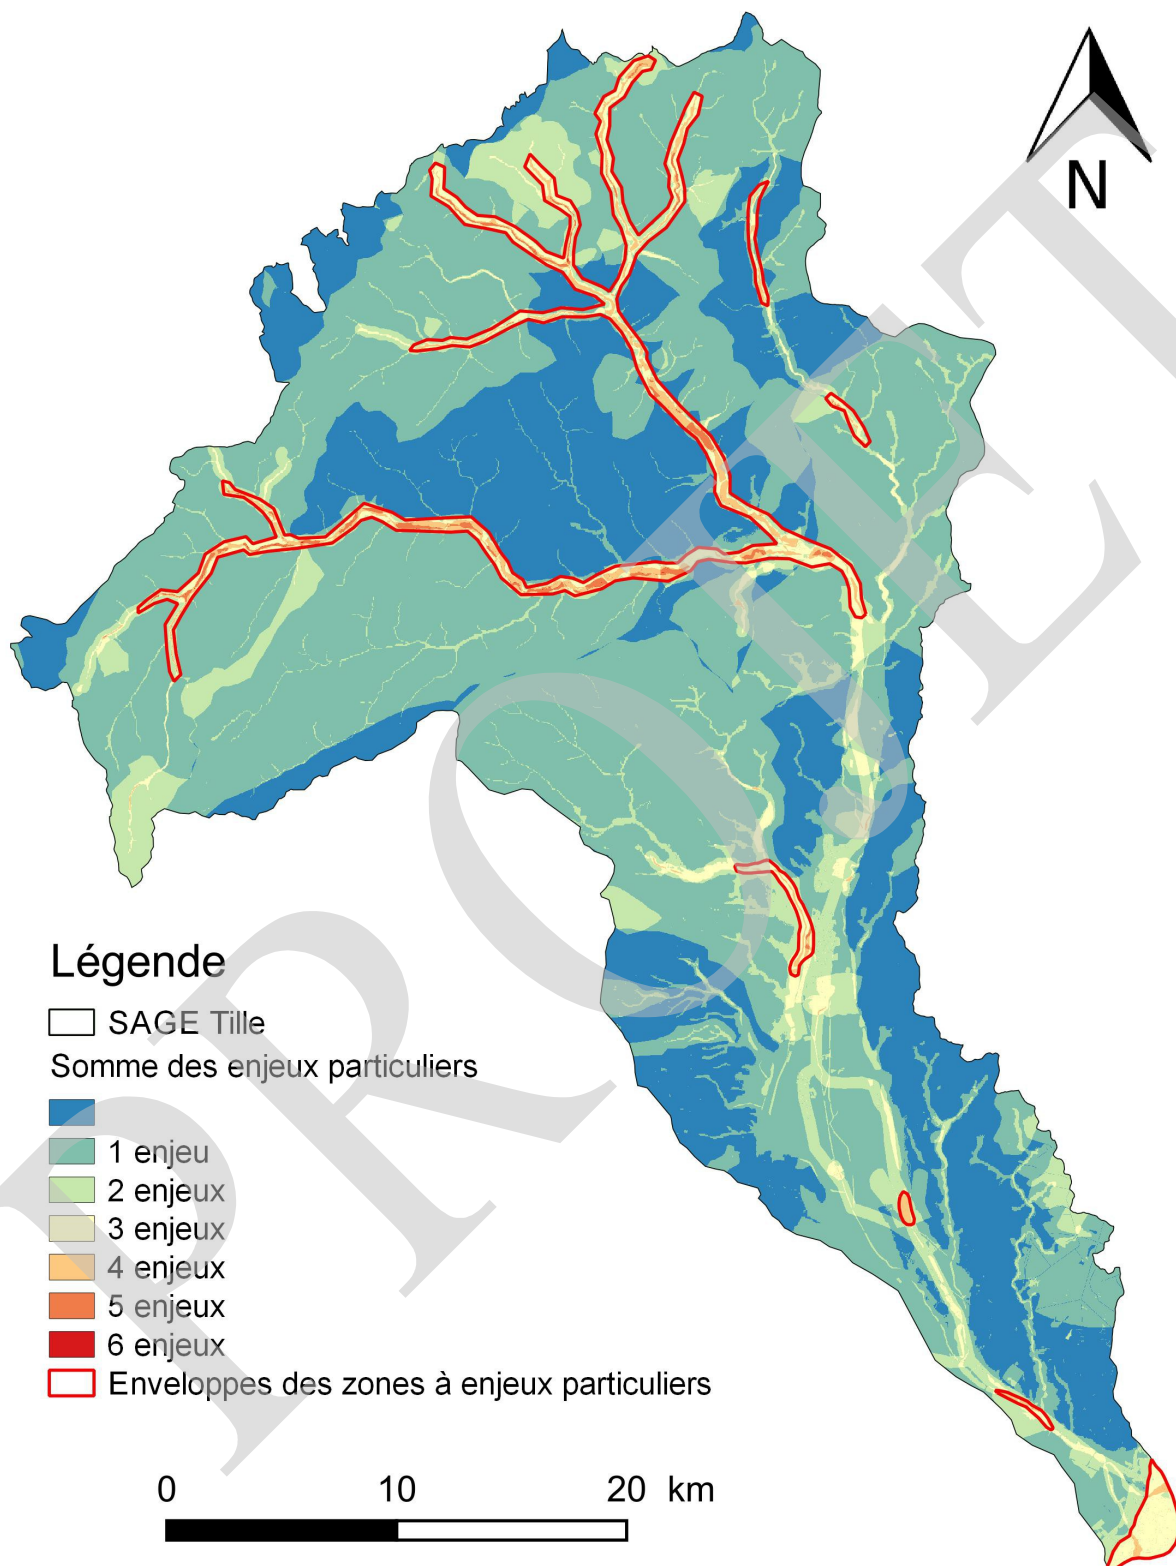 N
PROJET
Légende
SAGE Tille
Somme des enjeux particuliers
1 enjeu
2 enjeux
3 enjeux
4 enjeux
5 enjeux
6 enjeux
Enveloppes des zones à enjeux particuliers
0 10 20 km